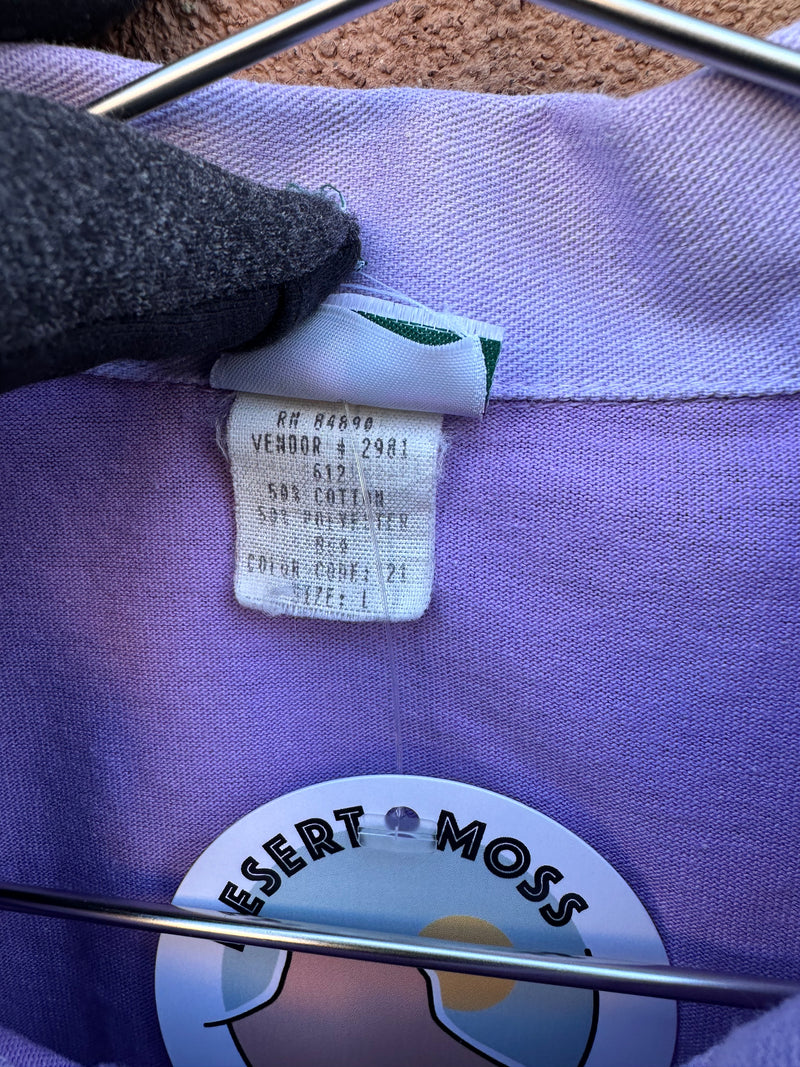 RN 84890
VENDOR # 2981
612
50% COTTON
50% POLYESTER
COLOR CODE: 21
SIZE: L
DESERT MOSS